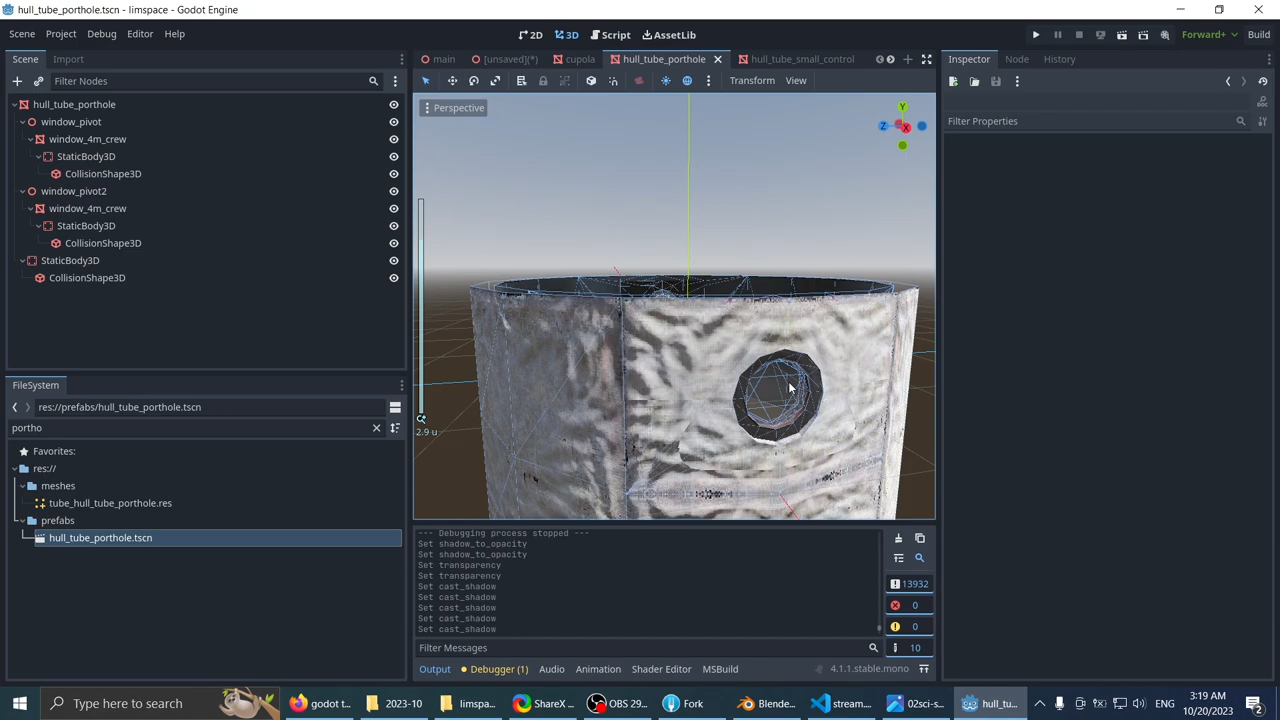 hull_tube_porthole.tscn - limspace - Godot Engine
Scene Project Debug Editor Help
2D 3D Script AssetLib
Forward+ Build
Scene Import
main [unsaved](*) cupola hull_tube_porthole hull_tube_small_control
Inspector Node History
Filter Nodes
Transform View
hull_tube_porthole
window_pivot
window_4m_crew
StaticBody3D
CollisionShape3D
window_pivot2
window_4m_crew
StaticBody3D
CollisionShape3D
StaticBody3D
CollisionShape3D
Perspective
Y
Z X
2.9 u
Filter Properties
FileSystem
res://prefabs/hull_tube_porthole.tscn
portho
Favorites:
res://
meshes
tube_hull_tube_porthole.res
prefabs
hull_tube_porthole.tscn
--- Debugging process stopped ---
Set shadow_to_opacity
Set shadow_to_opacity
Set transparency
Set transparency
Set cast_shadow
Set cast_shadow
Set cast_shadow
Set cast_shadow
Set cast_shadow
13932
0
0
10
Filter Messages
Output Debugger (1) Audio Animation Shader Editor MSBuild
4.1.1.stable.mono
Type here to search
godot t...
2023-10
limspa...
ShareX ...
OBS 29...
Fork
Blende...
stream....
02sci-s...
hull_tu...
ENG
3:19 AM
10/20/2023
2